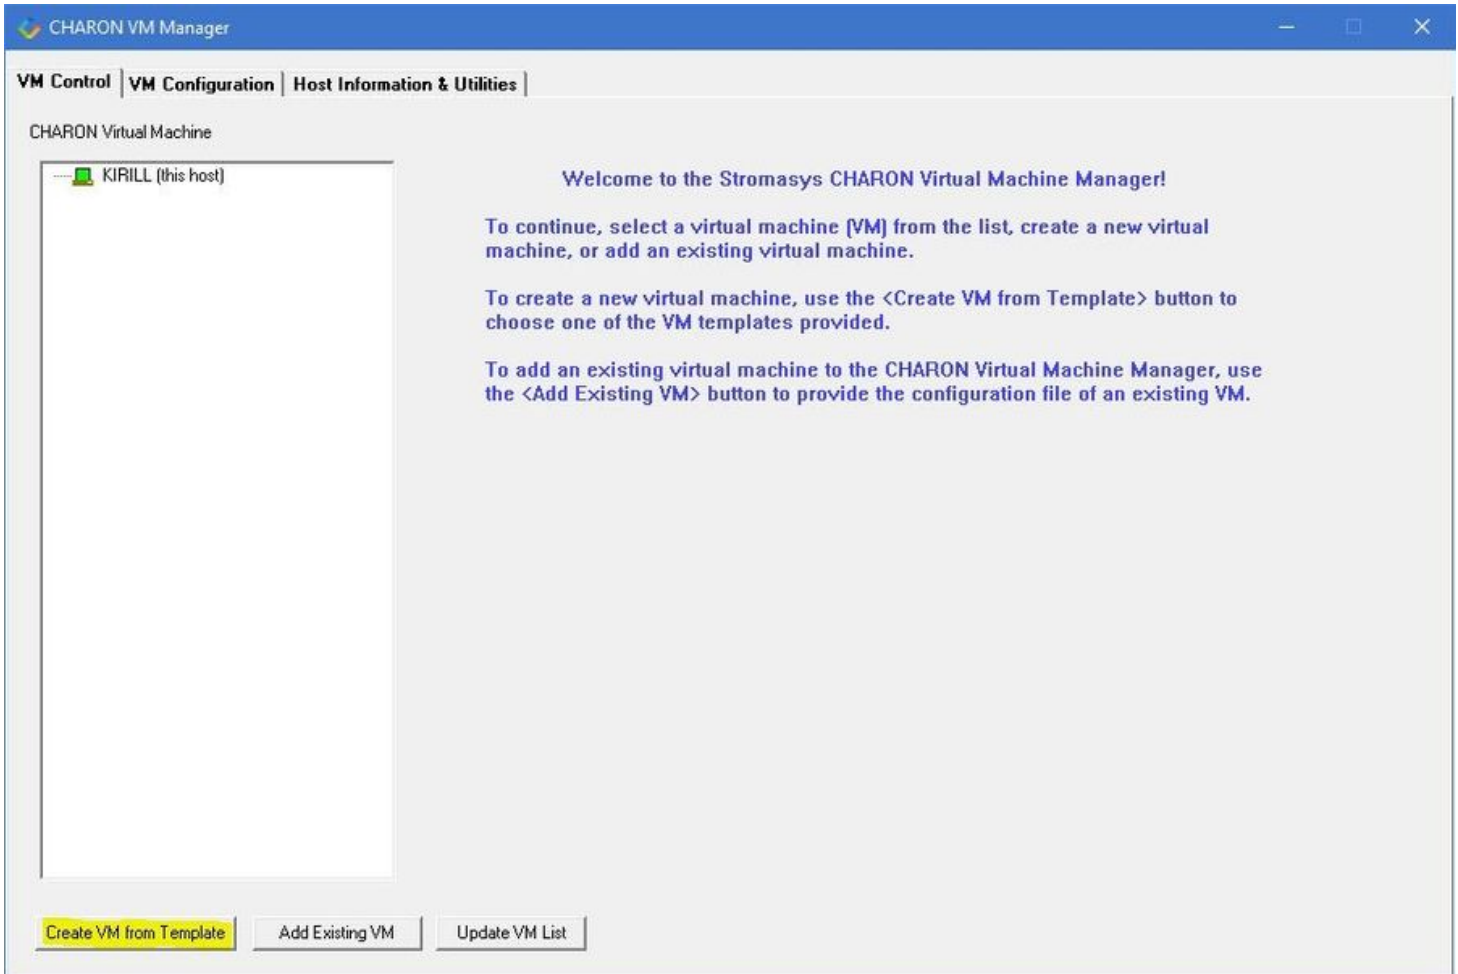 CHARON VM Manager
VM Control VM Configuration Host Information & Utilities
CHARON Virtual Machine
KIRILL (this host)
Welcome to the Stromasys CHARON Virtual Machine Manager!
To continue, select a virtual machine (VM) from the list, create a new virtual
machine, or add an existing virtual machine.
To create a new virtual machine, use the <Create VM from Template> button to
choose one of the VM templates provided.
To add an existing virtual machine to the CHARON Virtual Machine Manager, use
the <Add Existing VM> button to provide the configuration file of an existing VM.
Create VM from Template Add Existing VM Update VM List